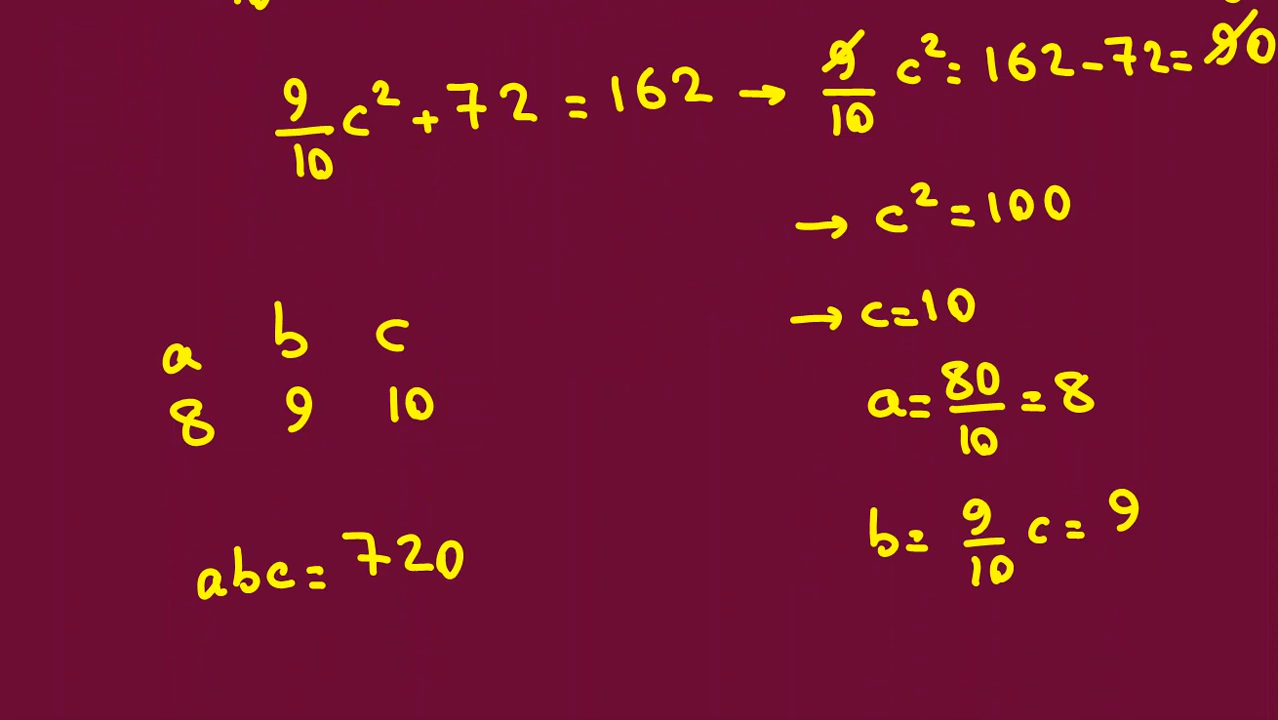 9/10 c² + 72 = 162 → 9/10 c² = 162 - 72 = 90
→ c² = 100
→ c = 10
a b c
8 9 10
a = 80/10 = 8
b = 9/10 c = 9
abc = 720